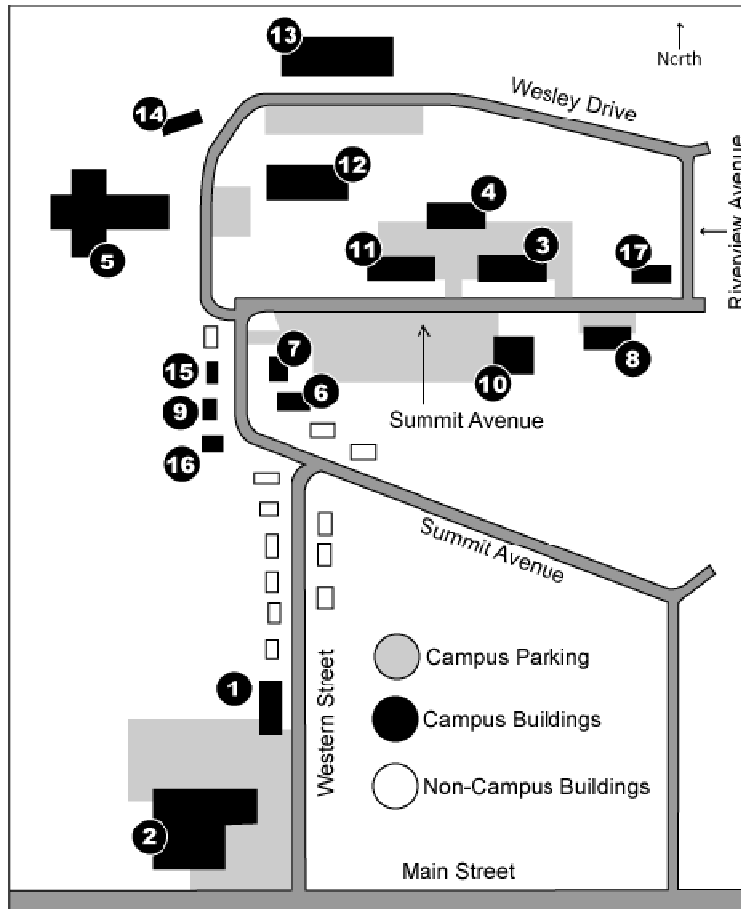 13
North
Wesley Drive
14
12
Riverview Avenue
4
5
11
3
17
7
8
15
10
6
9
Summit Avenue
16
Summit Avenue
Campus Parking
1
Western Street
Campus Buildings
Non-Campus Buildings
2
Main Street